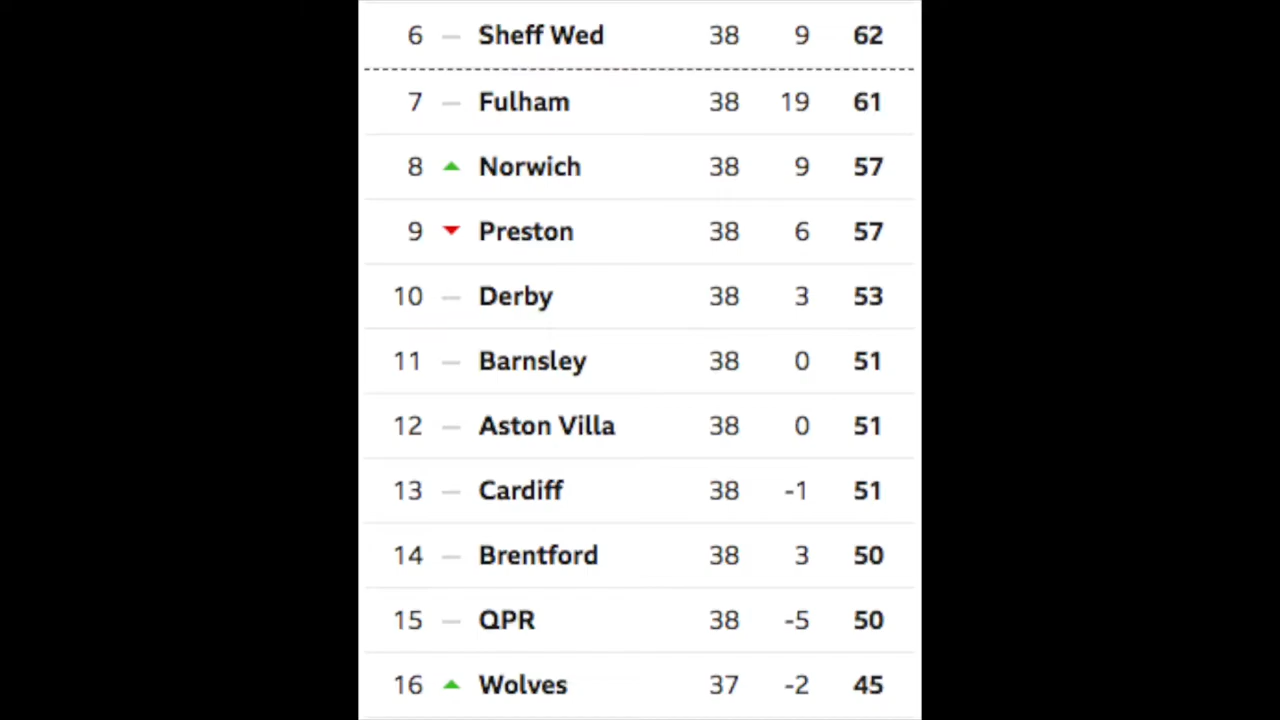 6 — Sheff Wed 38 9 62
7 — Fulham 38 19 61
8 Norwich 38 9 57
9 Preston 38 6 57
10 — Derby 38 3 53
11 — Barnsley 38 0 51
12 — Aston Villa 38 0 51
13 — Cardiff 38 -1 51
14 — Brentford 38 3 50
15 — QPR 38 -5 50
16 Wolves 37 -2 45